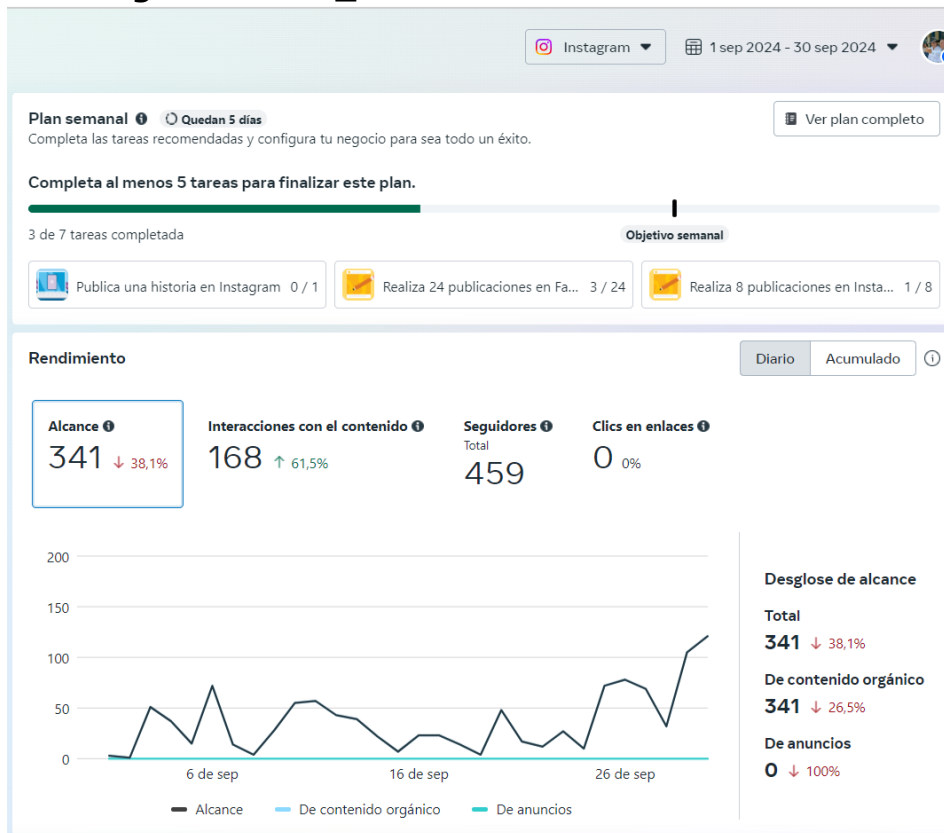 Instagram
1 sep 2024 - 30 sep 2024
Plan semanal
Quedan 5 días
Ver plan completo
Completa las tareas recomendadas y configura tu negocio para sea todo un éxito.
Completa al menos 5 tareas para finalizar este plan.
3 de 7 tareas completada
Objetivo semanal
Publica una historia en Instagram 0 / 1
Realiza 24 publicaciones en Fa... 3 / 24
Realiza 8 publicaciones en Insta... 1 / 8
Rendimiento
Diario
Acumulado
Alcance
341 ↓ 38,1%
Interacciones con el contenido
168 ↑ 61,5%
Seguidores
Total
459
Clics en enlaces
0 0%
200
150
100
50
0
6 de sep
16 de sep
26 de sep
Alcance
De contenido orgánico
De anuncios
Desglose de alcance
Total
341 ↓ 38,1%
De contenido orgánico
341 ↓ 26,5%
De anuncios
0 ↓ 100%